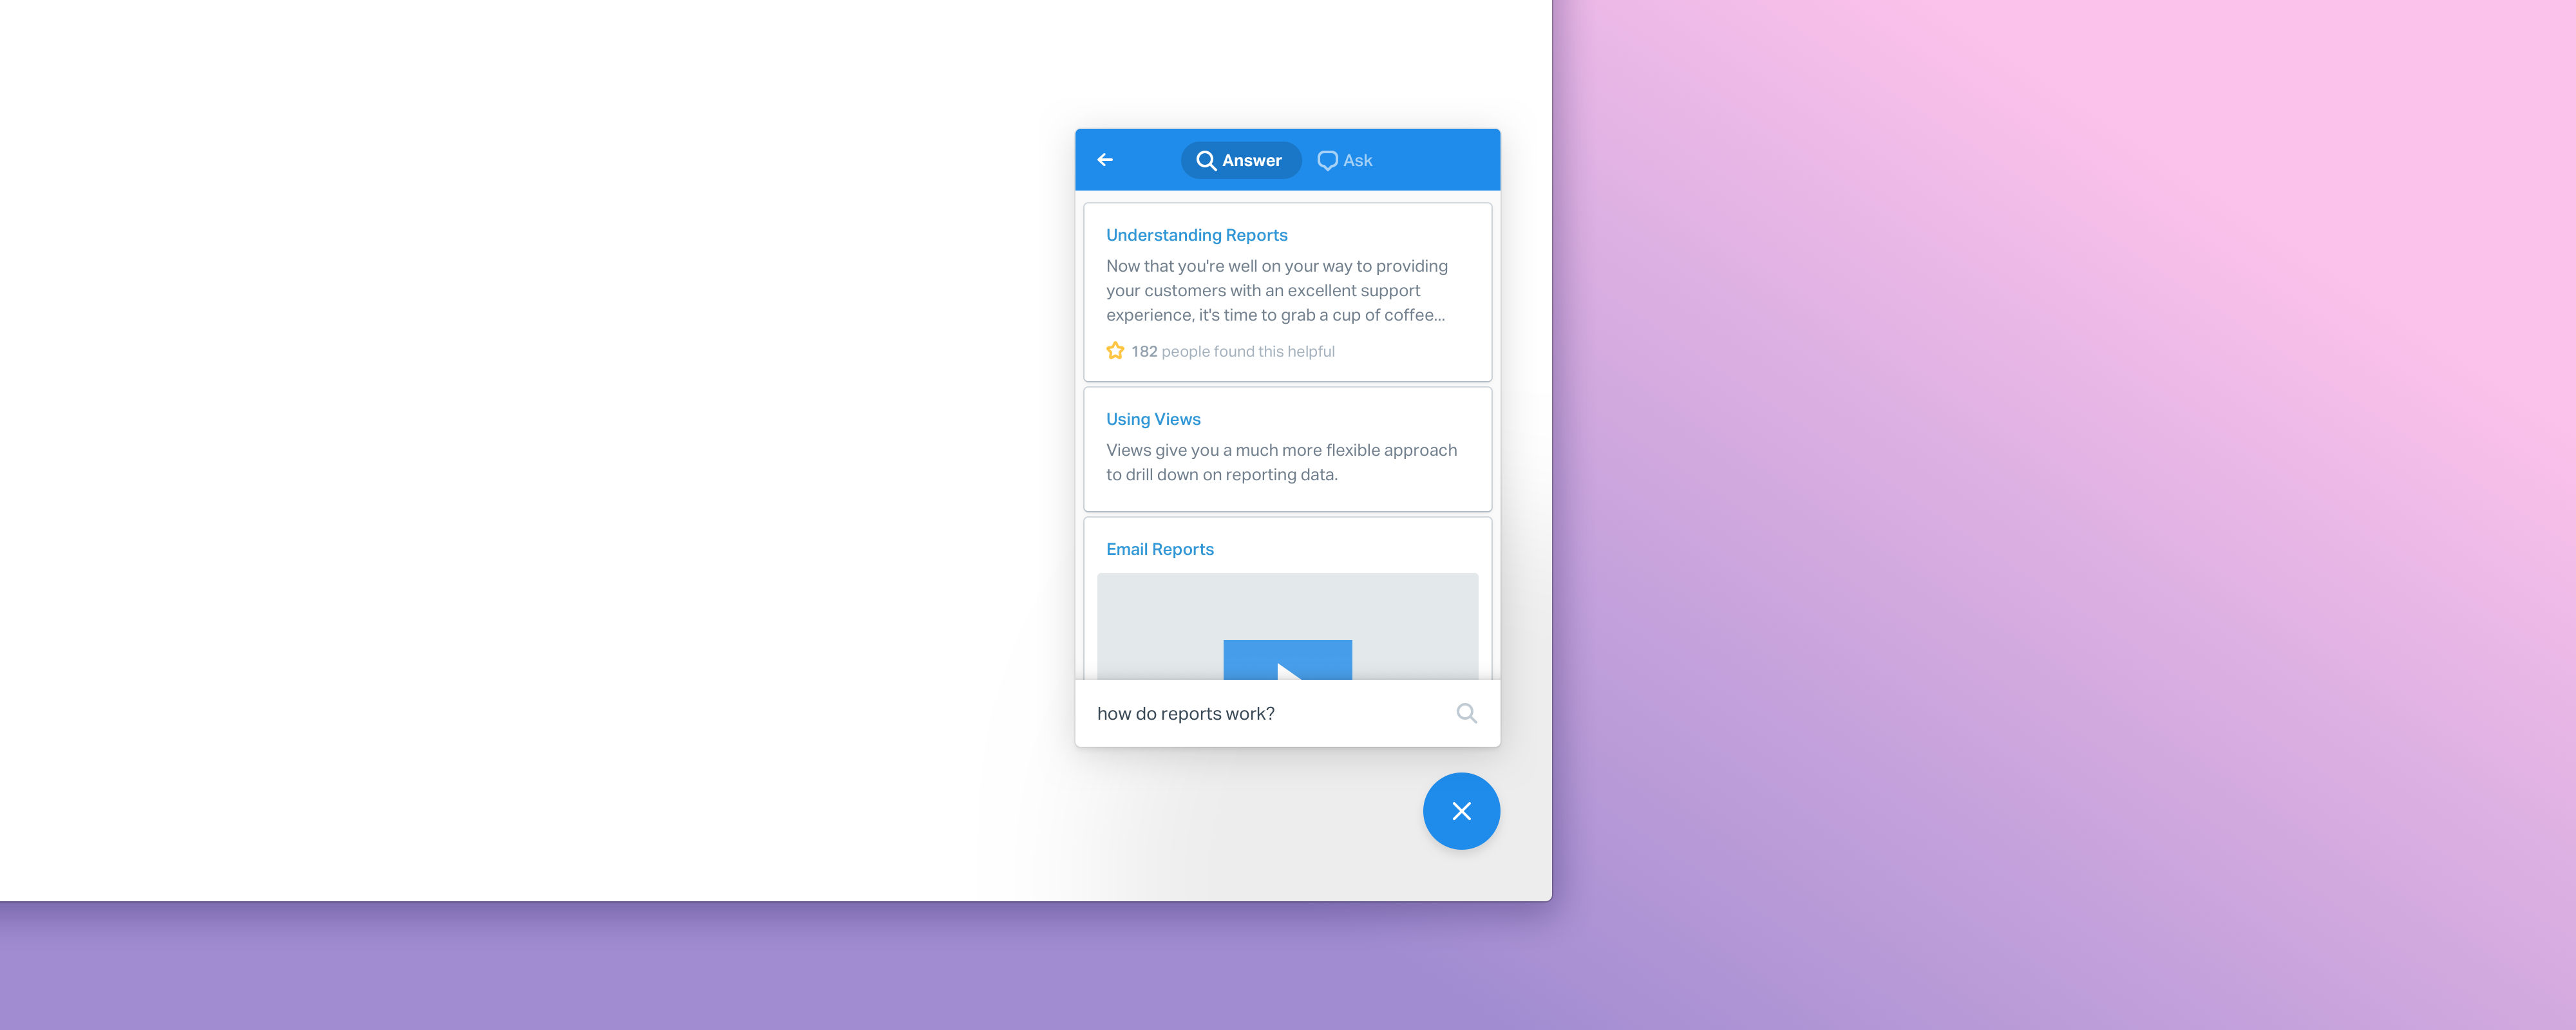 Answer
Ask
Understanding Reports
Now that you're well on your way to providing
your customers with an excellent support
experience, it's time to grab a cup of coffee...
182 people found this helpful
Using Views
Views give you a much more flexible approach
to drill down on reporting data.
Email Reports
how do reports work?